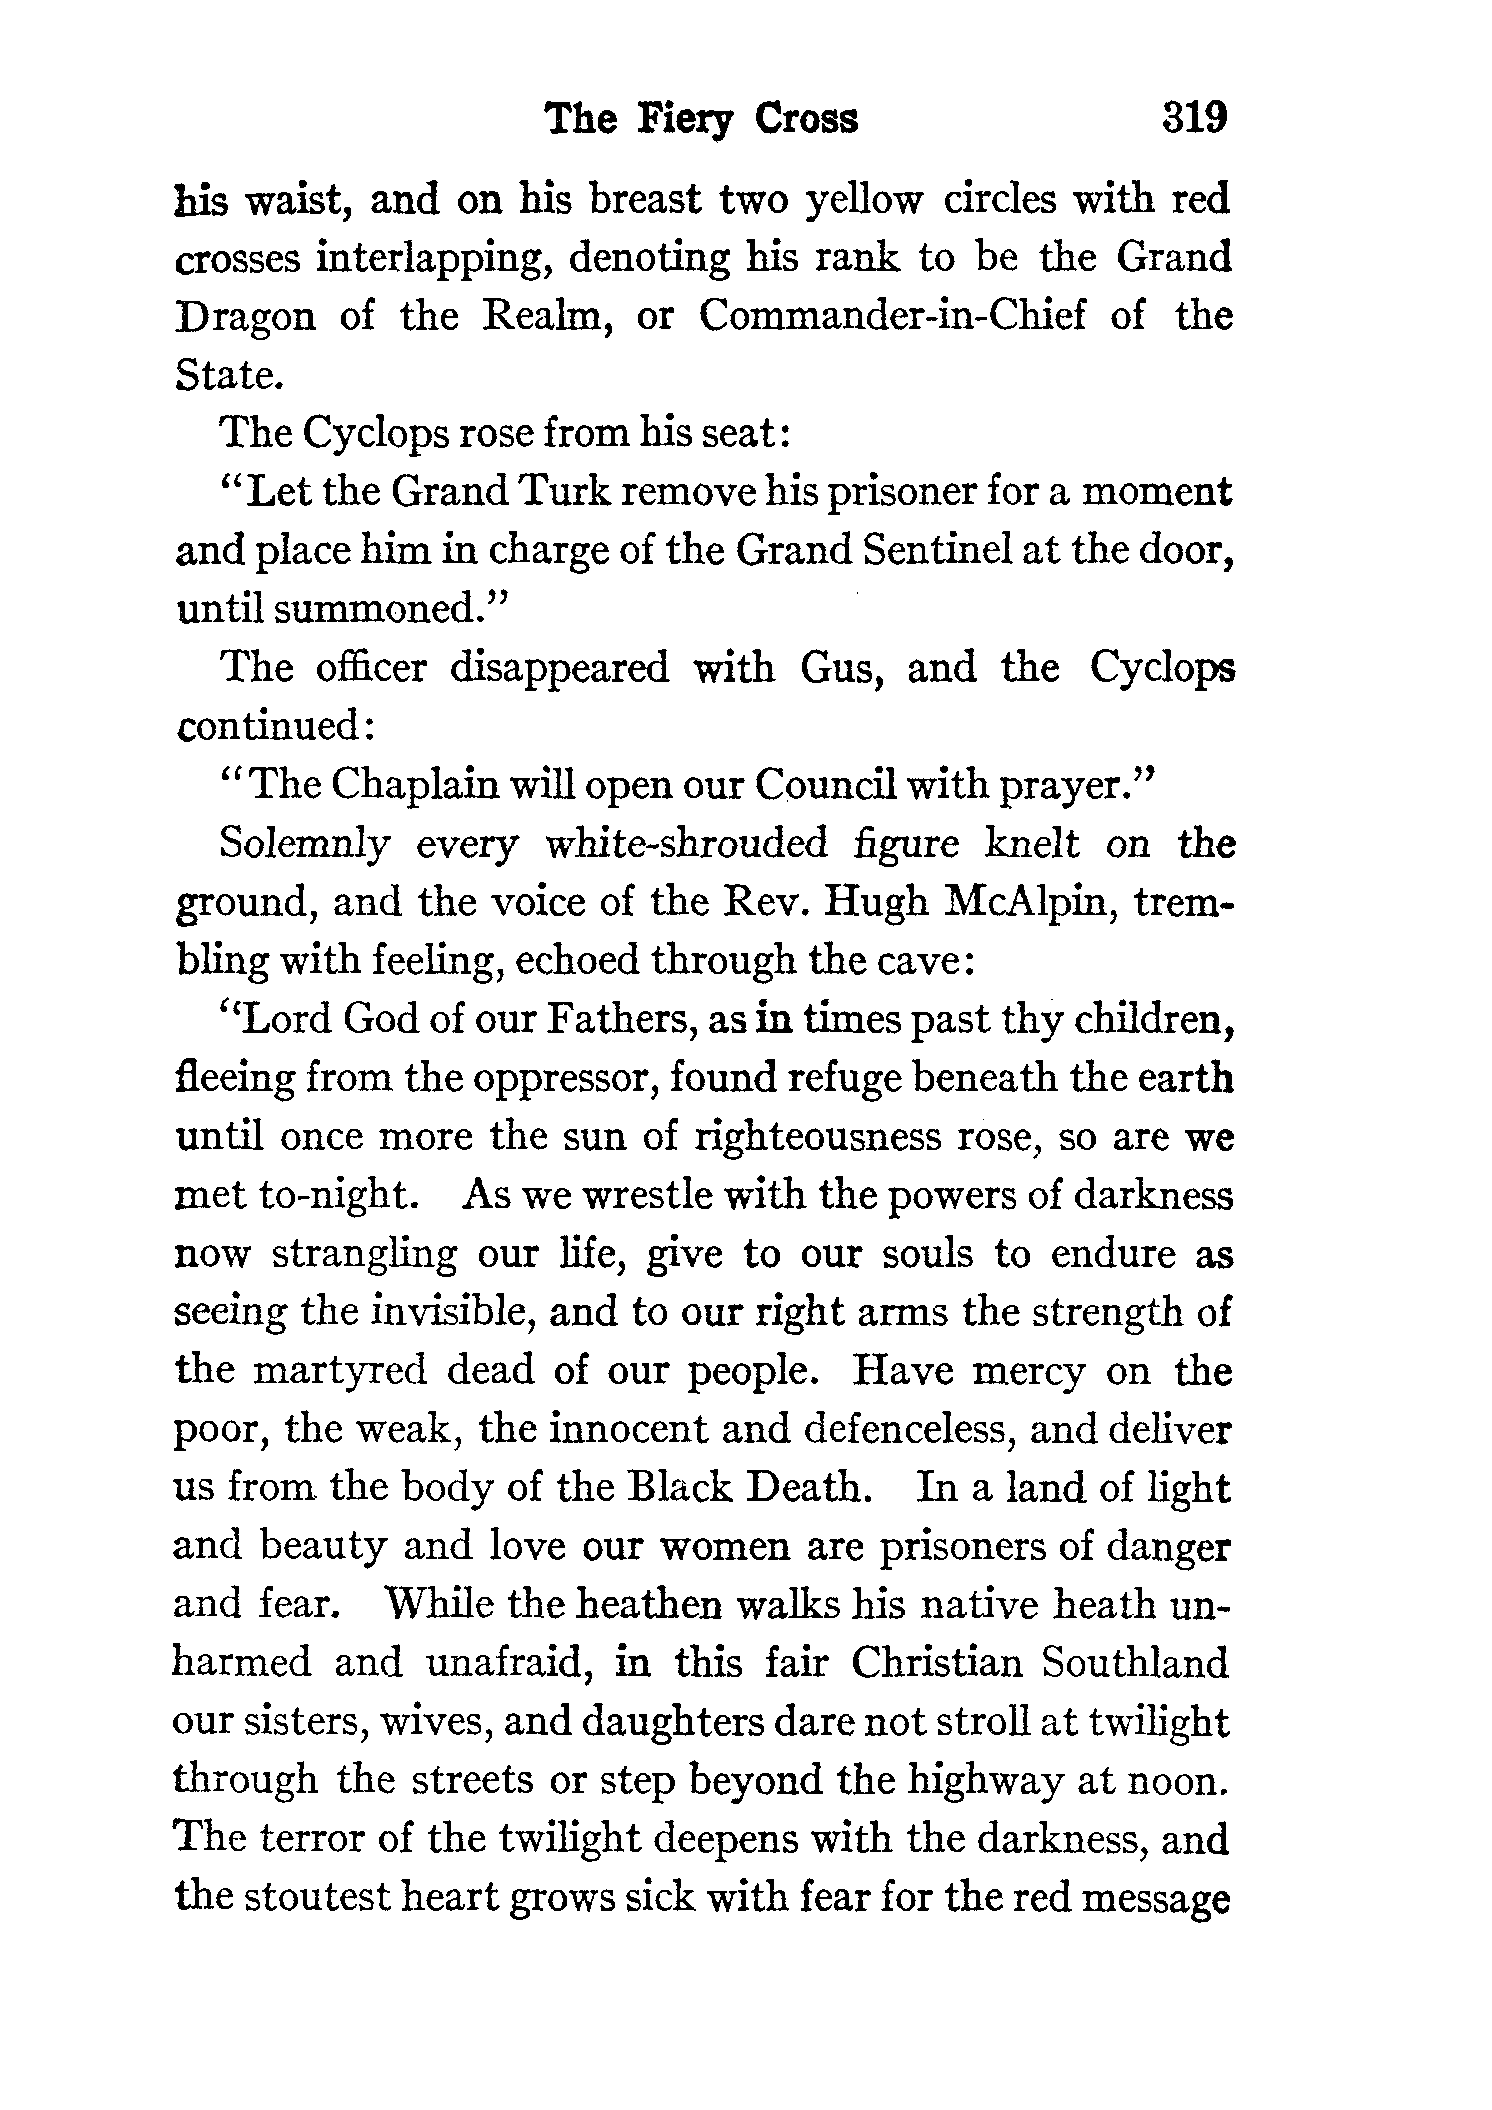 The Fiery Cross 319
his waist, and on his breast two yellow circles with red
crosses interlapping, denoting his rank to be the Grand
Dragon of the Realm, or Commander-in-Chief of the
State.
The Cyclops rose from his seat:
"Let the Grand Turk remove his prisoner for a moment
and place him in charge of the Grand Sentinel at the door,
until summoned."
The officer disappeared with Gus, and the Cyclops
continued:
"The Chaplain will open our Council with prayer."
Solemnly every white-shrouded figure knelt on the
ground, and the voice of the Rev. Hugh McAlpin, trem-
bling with feeling, echoed through the cave:
"Lord God of our Fathers, as in times past thy children,
fleeing from the oppressor, found refuge beneath the earth
until once more the sun of righteousness rose, so are we
met to-night. As we wrestle with the powers of darkness
now strangling our life, give to our souls to endure as
seeing the invisible, and to our right arms the strength of
the martyred dead of our people. Have mercy on the
poor, the weak, the innocent and defenceless, and deliver
us from the body of the Black Death. In a land of light
and beauty and love our women are prisoners of danger
and fear. While the heathen walks his native heath un-
harmed and unafraid, in this fair Christian Southland
our sisters, wives, and daughters dare not stroll at twilight
through the streets or step beyond the highway at noon.
The terror of the twilight deepens with the darkness, and
the stoutest heart grows sick with fear for the red message